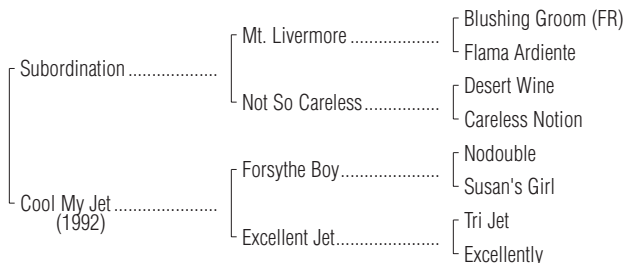 Blushing Groom (FR)
Mt. Livermore ....................
Flama Ardiente
Subordination ....................
Desert Wine
Not So Careless .................
Careless Notion
Nodouble
Forsythe Boy ......................
Susan's Girl
Cool My Jet .......................
(1992)
Tri Jet
Excellent Jet .......................
Excellently